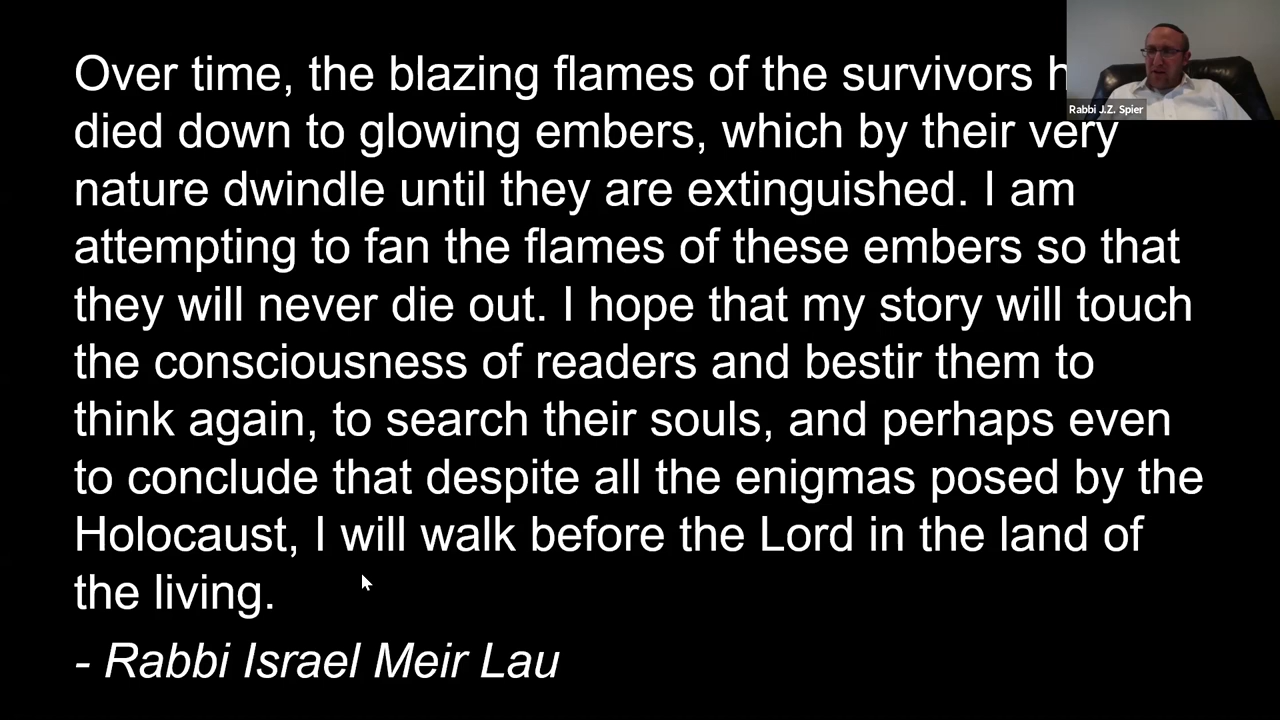 Over time, the blazing flames of the survivors
died down to glowing embers, which by their very
nature dwindle until they are extinguished. I am
attempting to fan the flames of these embers so that
they will never die out. I hope that my story will touch
the consciousness of readers and bestir them to
think again, to search their souls, and perhaps even
to conclude that despite all the enigmas posed by the
Holocaust, I will walk before the Lord in the land of
the living.
- Rabbi Israel Meir Lau
Rabbi J.Z. Spier